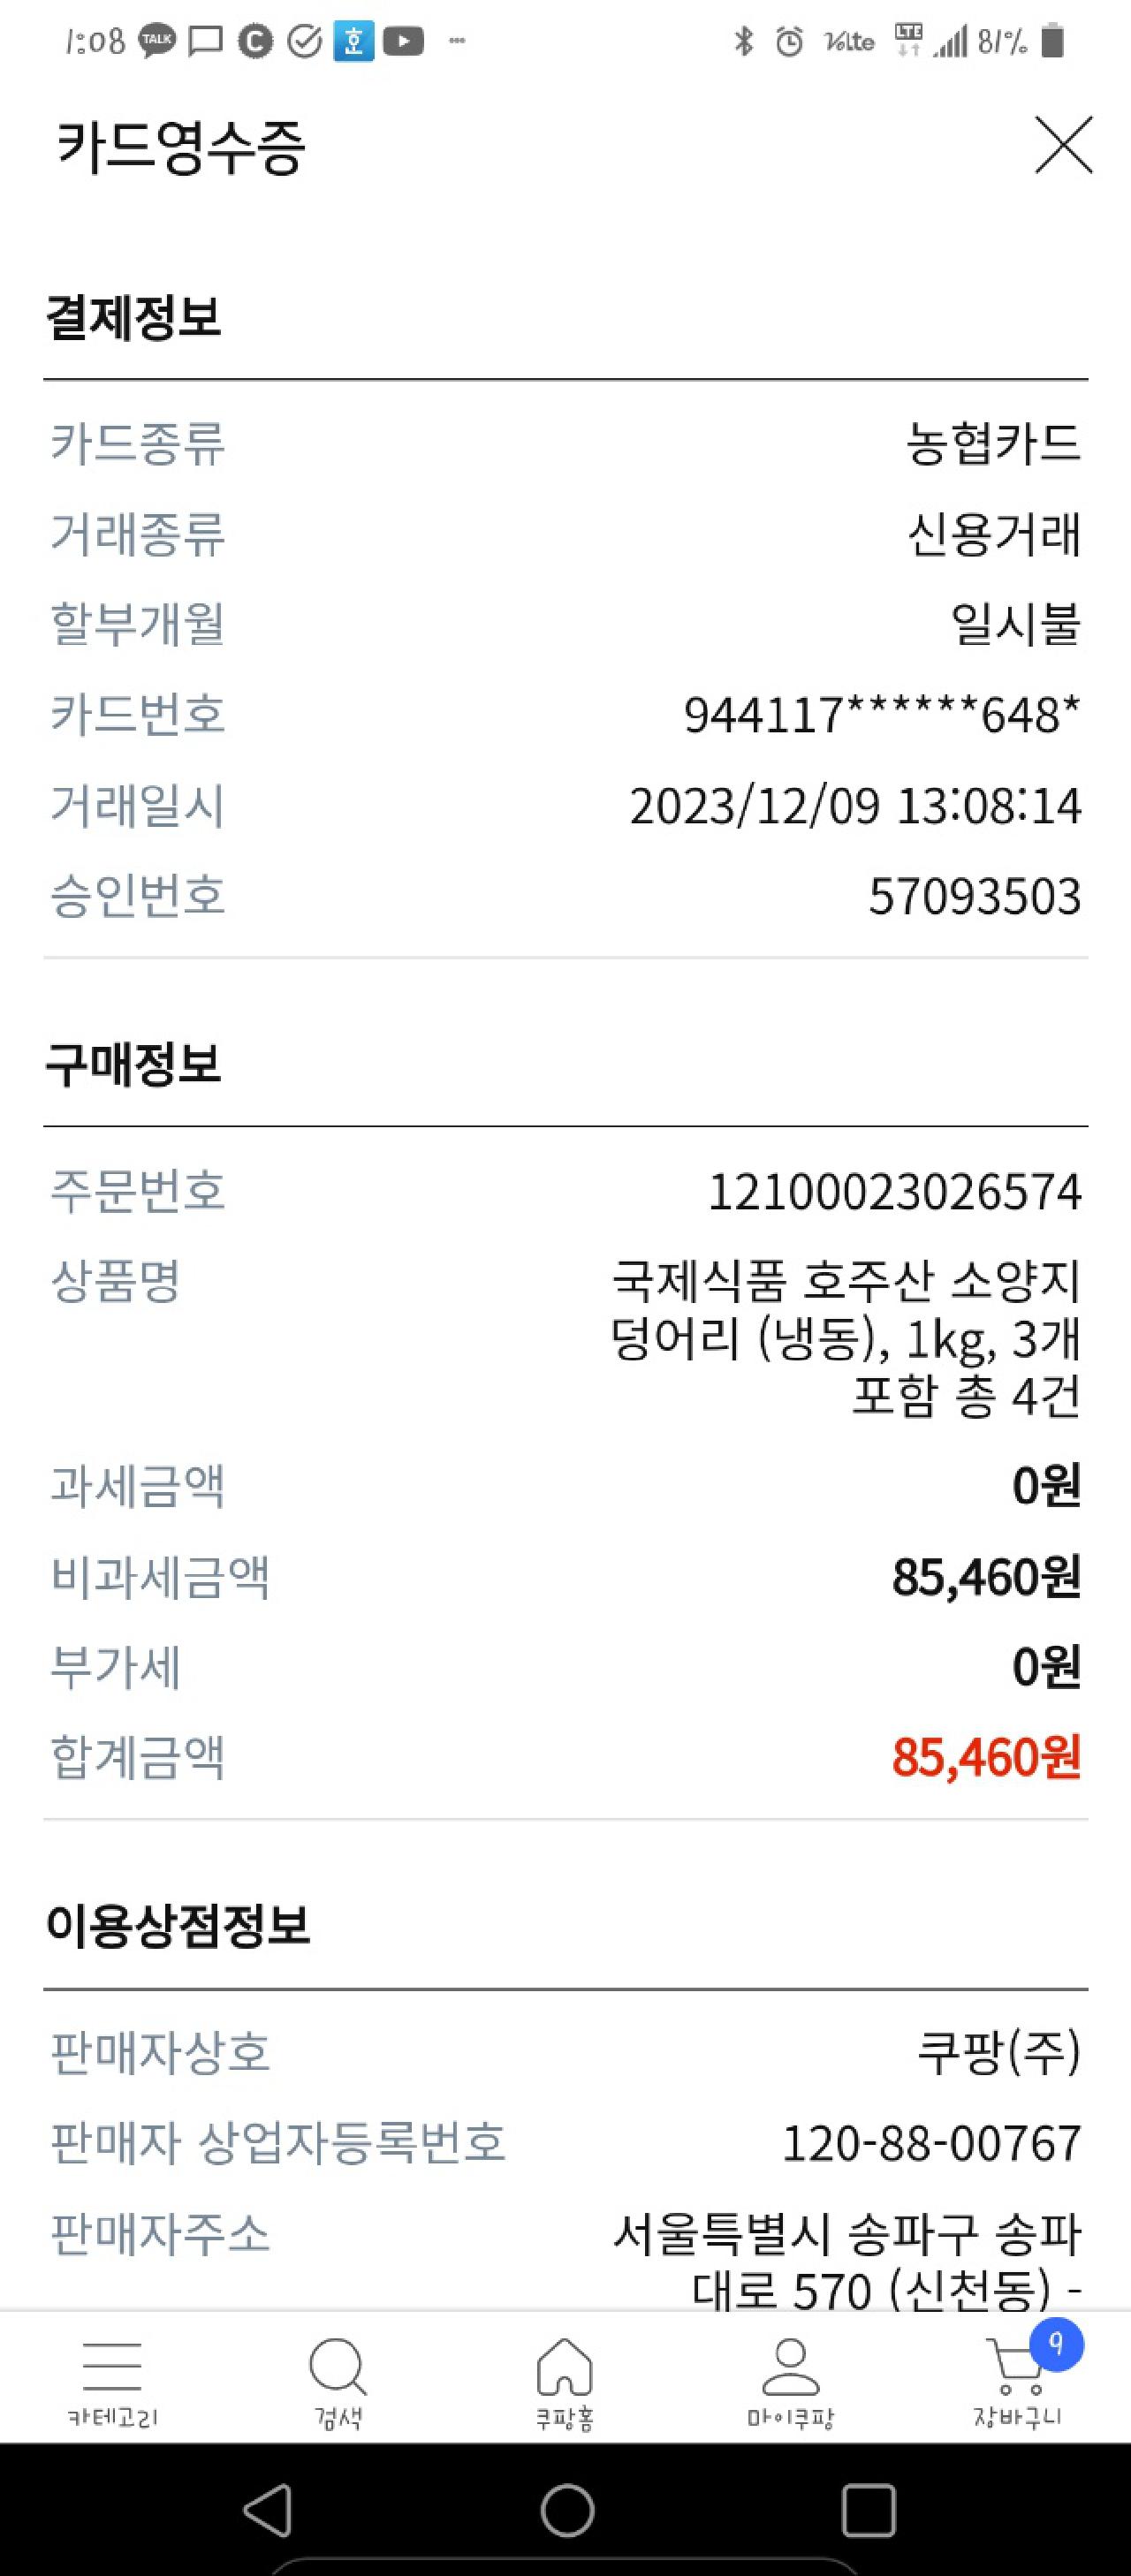 1:08 TALK C 호 Volte LTE 81%
카드영수증
결제정보
카드종류 농협카드
거래종류 신용거래
할부개월 일시불
카드번호 944117******648*
거래일시 2023/12/09 13:08:14
승인번호 57093503
구매정보
주문번호 12100023026574
상품명 국제식품 호주산 소양지
덩어리 (냉동), 1kg, 3개
포함 총 4건
과세금액 0원
비과세금액 85,460원
부가세 0원
합계금액 85,460원
이용상점정보
판매자상호 쿠팡(주)
판매자 상업자등록번호 120-88-00767
판매자주소 서울특별시 송파구 송파
대로 570 (신천동) -
9
카테고리 검색 쿠팡홈 마이쿠팡 장바구니